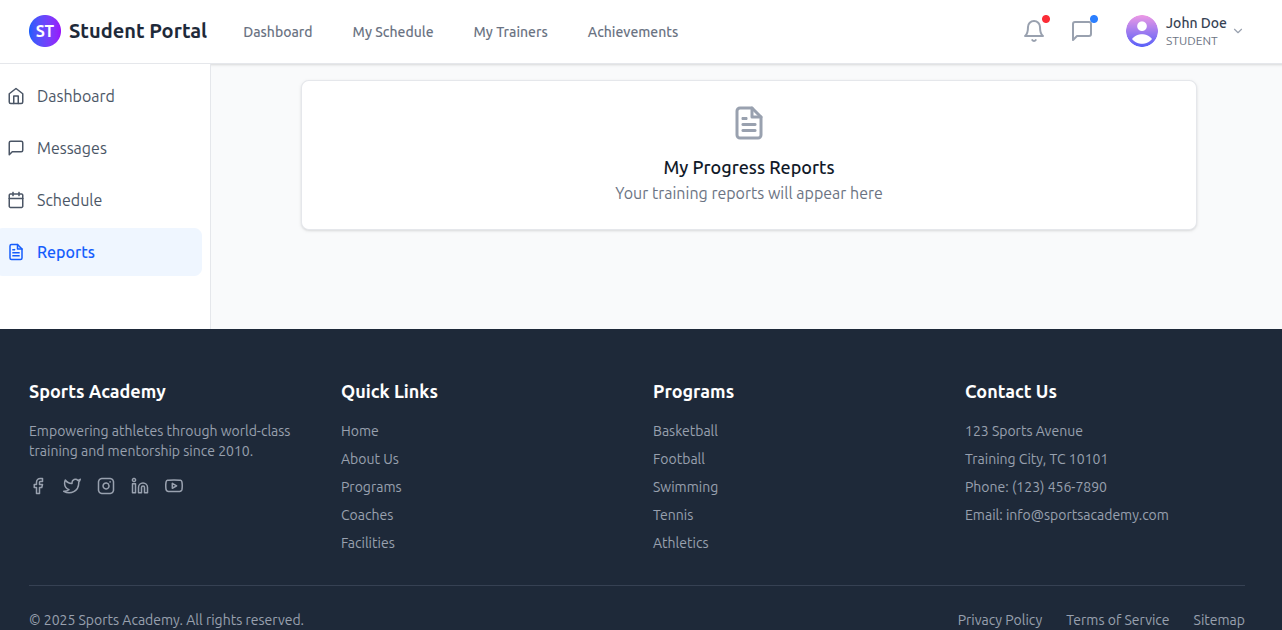 ST Student Portal Dashboard My Schedule My Trainers Achievements John Doe
STUDENT
Dashboard
Messages
Schedule
Reports
My Progress Reports
Your training reports will appear here
Sports Academy
Empowering athletes through world-class
training and mentorship since 2010.
Quick Links
Home
About Us
Programs
Coaches
Facilities
Programs
Basketball
Football
Swimming
Tennis
Athletics
Contact Us
123 Sports Avenue
Training City, TC 10101
Phone: (123) 456-7890
Email: info@sportsacademy.com
© 2025 Sports Academy. All rights reserved. Privacy Policy Terms of Service Sitemap